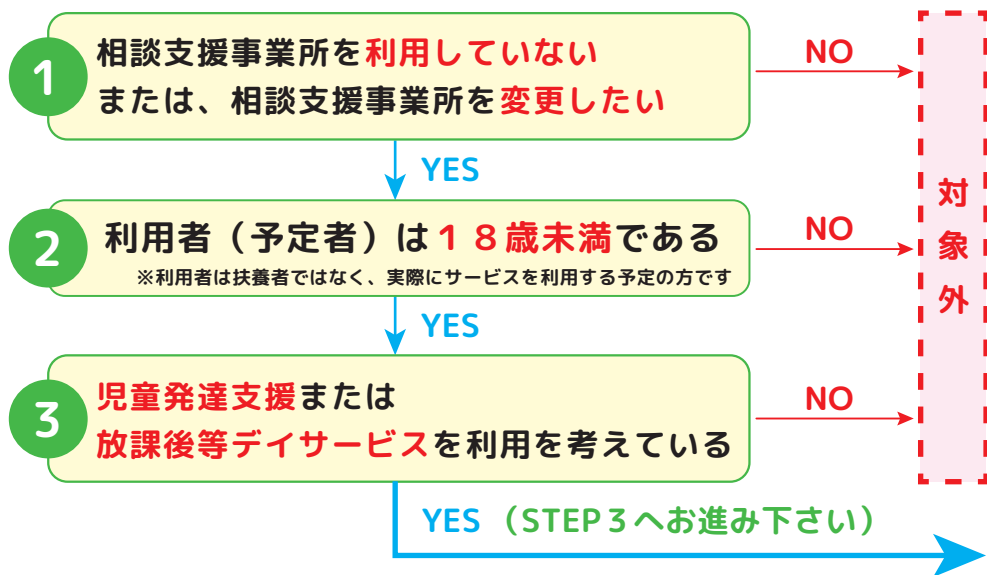 1
相談支援事業所を利用していない
または、相談支援事業所を変更したい
NO
YES
2
利用者（予定者）は１８歳未満である
※利用者は扶養者ではなく、実際にサービスを利用する予定の方です
NO
YES
3
児童発達支援または
放課後等デイサービスを利用を考えている
NO
YES（STEP３へお進み下さい）
対象外